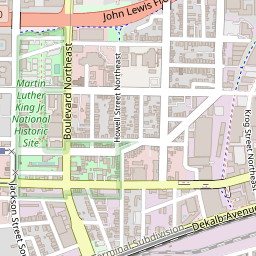 0
John Lewis
Boulevard Northeast
Howell Street Northeast
Martin
Luther
King Jr
National
Historic
Site
Krog Street Northeast
Jackson Street
Dekalb Avenue
Subdivision